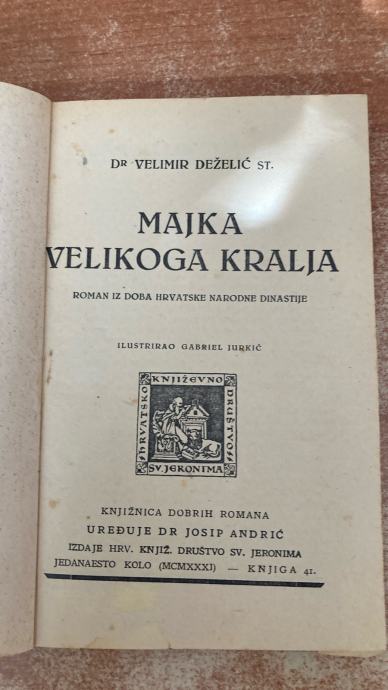 DR VELIMIR DEŽELIĆ ST.
MAJKA
VELIKOGA KRALJA
ROMAN IZ DOBA HRVATSKE NARODNE DINASTIJE
ILUSTRIRAO GABRIEL JURKIĆ
HRVATSKO
KNJIŽEVNO
DRUŠTVO
SV. JERONIMA
KNJIŽNICA DOBRIH ROMANA
UREĐUJE DR JOSIP ANDRIĆ
IZDAJE HRV. KNJIŽ. DRUŠTVO SV. JERONIMA
JEDANAESTO KOLO (MCMXXXI) — KNJIGA 41.